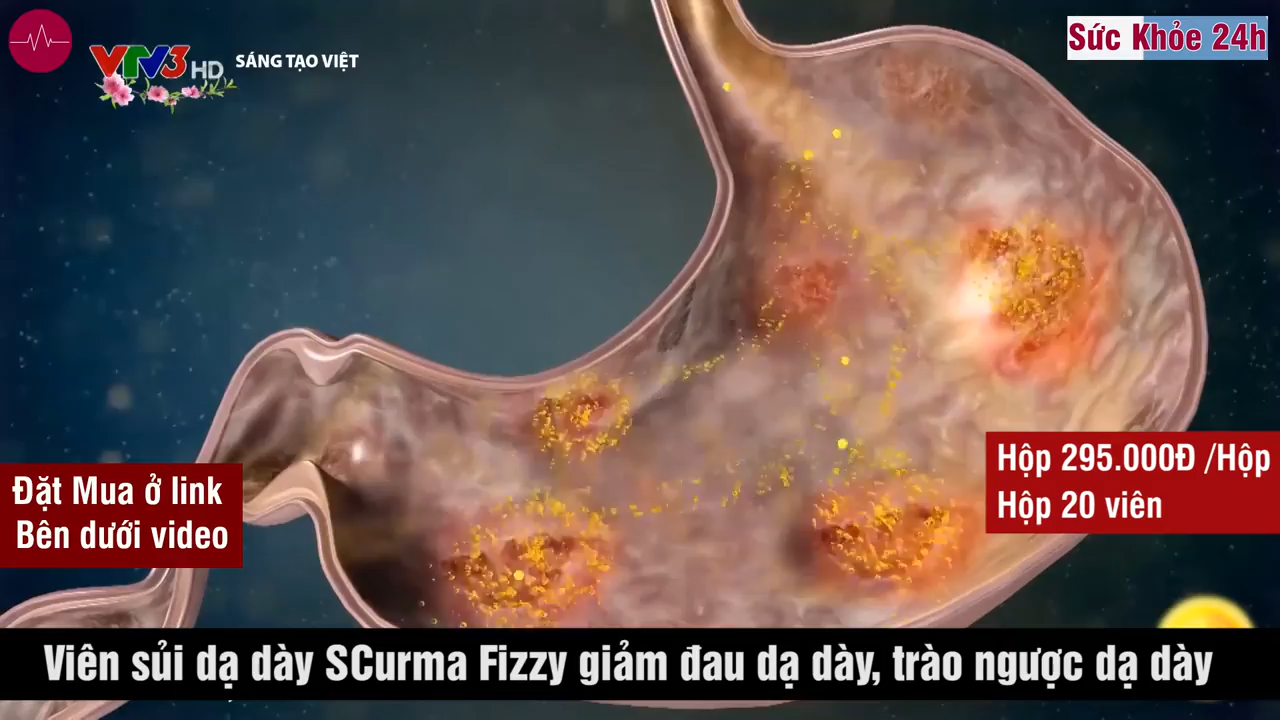 VTV3 HD
SÁNG TẠO VIỆT
Sức Khỏe 24h
Hộp 295.000Đ /Hộp
Hộp 20 viên
Đặt Mua ở link
Bên dưới video
Viên sủi dạ dày SCurma Fizzy giảm đau dạ dày, trào ngược dạ dày